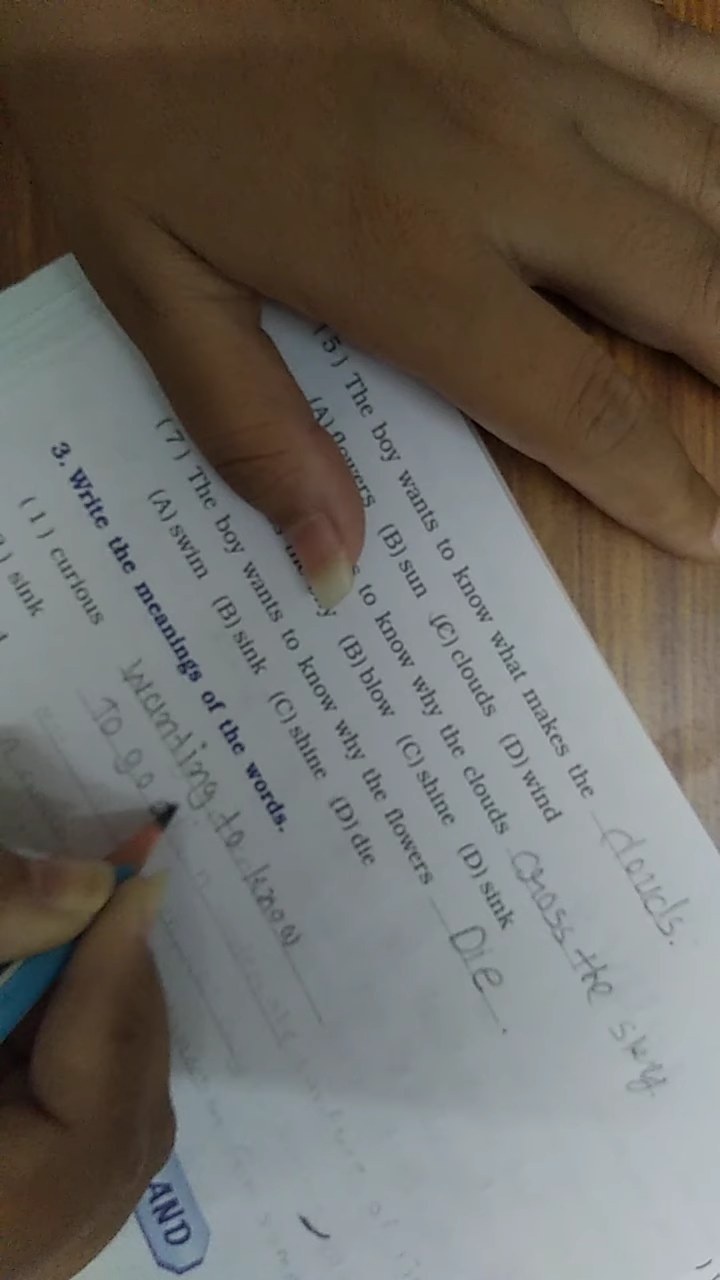 (5) The boy wants to know what makes the clouds.
(A) flowers (B) sun (C) clouds (D) wind
to know why the clouds cross the sky.
(B) blow (C) shine (D) sink
(7) The boy wants to know why the flowers Die.
(A) swim (B) sink (C) shine (D) die
3. Write the meanings of the words.
(1) curious wanting to know
sink To go
AND